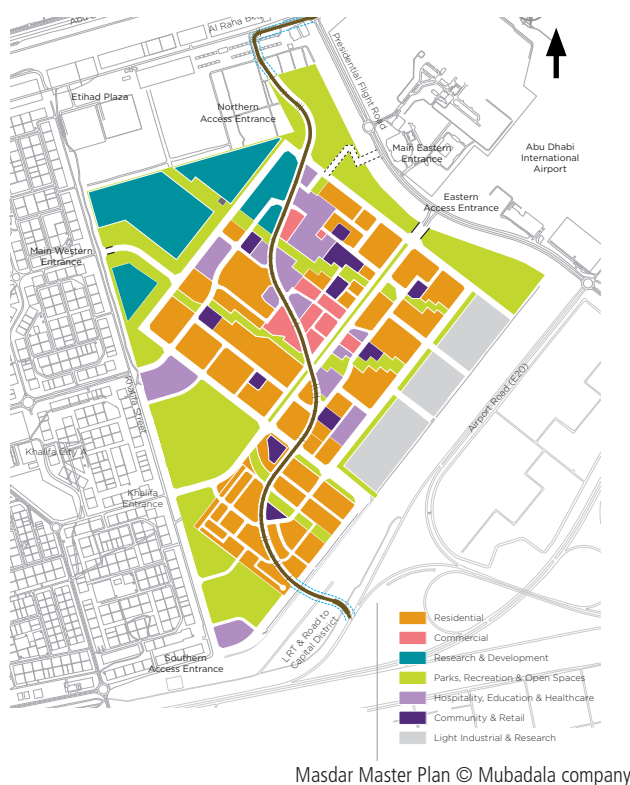 Abu
Al Raha Bea
Presidential Flight Road
Etihad Plaza
Northern
Access Entrance
Main Eastern
Entrance
Abu Dhabi
International
Airport
Eastern
Access Entrance
Main Western
Entrance
Khalifa Street
Airport Road (E20)
Khalifa City A
Khalifa
Entrance
LRT & Road to
Capital District
Southern
Access Entrance
Residential
Commercial
Research & Development
Parks, Recreation & Open Spaces
Hospitality, Education & Healthcare
Community & Retail
Light Industrial & Research
Masdar Master Plan © Mubadala company